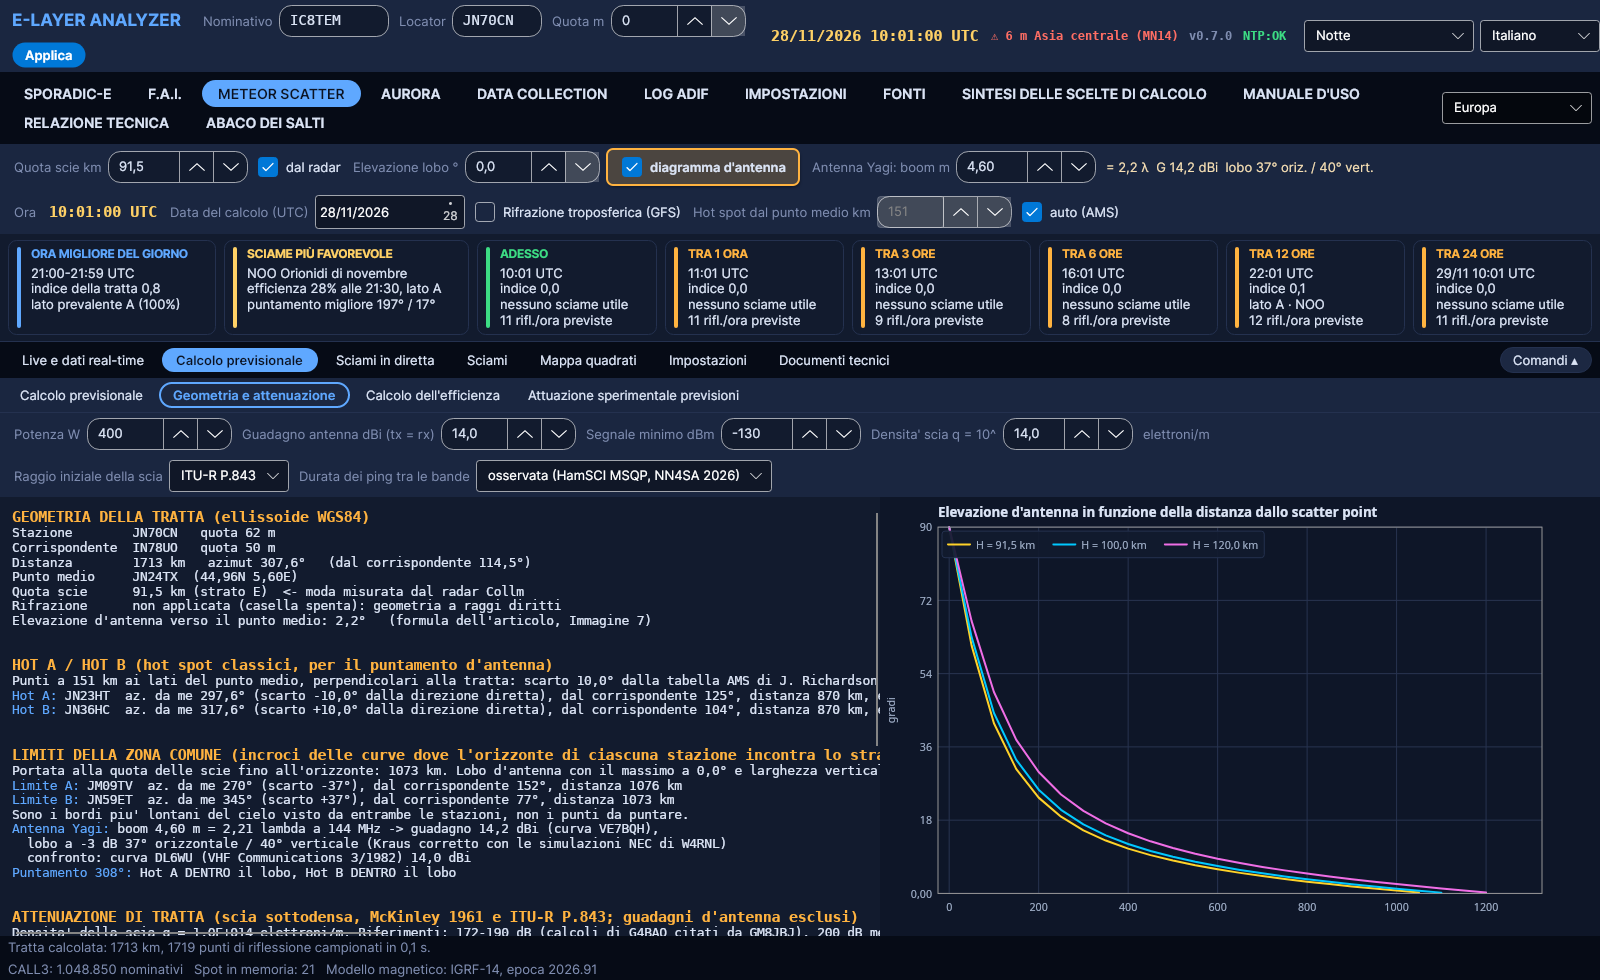 E-LAYER ANALYZER Nominativo IC8TEM Locator JN70CN Quota m 0
28/11/2026 10:01:00 UTC ⚠ 6 m Asia centrale (MN14) v0.7.0 NTP:OK Notte Italiano
Applica
SPORADIC-E F.A.I. METEOR SCATTER AURORA DATA COLLECTION LOG ADIF IMPOSTAZIONI FONTI SINTESI DELLE SCELTE DI CALCOLO MANUALE D'USO
RELAZIONE TECNICA ABACO DEI SALTI
Europa
Quota scie km 91,5 dal radar Elevazione lobo ° 0,0 diagramma d'antenna Antenna Yagi: boom m 4,60 = 2,2 λ G 14,2 dBi lobo 37° oriz. / 40° vert.
Ora 10:01:00 UTC Data del calcolo (UTC) 28/11/2026 28 Rifrazione troposferica (GFS) Hot spot dal punto medio km 151 auto (AMS)
ORA MIGLIORE DEL GIORNO
21:00-21:59 UTC
indice della tratta 0,8
lato prevalente A (100%)
SCIAME PIÙ FAVOREVOLE
NOO Orionidi di novembre
efficienza 28% alle 21:30, lato A
puntamento migliore 197° / 17°
ADESSO
10:01 UTC
indice 0,0
nessuno sciame utile
11 rifl./ora previste
TRA 1 ORA
11:01 UTC
indice 0,0
nessuno sciame utile
11 rifl./ora previste
TRA 3 ORE
13:01 UTC
indice 0,0
nessuno sciame utile
9 rifl./ora previste
TRA 6 ORE
16:01 UTC
indice 0,0
nessuno sciame utile
8 rifl./ora previste
TRA 12 ORE
22:01 UTC
indice 0,1
lato A · NOO
12 rifl./ora previste
TRA 24 ORE
29/11 10:01 UTC
indice 0,0
nessuno sciame utile
11 rifl./ora previste
Live e dati real-time Calcolo previsionale Sciami in diretta Sciami Mappa quadrati Impostazioni Documenti tecnici Comandi ▴
Calcolo previsionale Geometria e attenuazione Calcolo dell'efficienza Attuazione sperimentale previsioni
Potenza W 400 Guadagno antenna dBi (tx = rx) 14,0 Segnale minimo dBm -130 Densita' scia q = 10^ 14,0 elettroni/m
Raggio iniziale della scia ITU-R P.843 Durata dei ping tra le bande osservata (HamSCI MSQP, NN4SA 2026)
GEOMETRIA DELLA TRATTA (ellissoide WGS84)
Stazione JN70CN quota 62 m
Corrispondente IN78UO quota 50 m
Distanza 1713 km azimut 307,6° (dal corrispondente 114,5°)
Punto medio JN24TX (44,96N 5,60E)
Quota scie 91,5 km (strato E) <- moda misurata dal radar Collm
Rifrazione non applicata (casella spenta): geometria a raggi diritti
Elevazione d'antenna verso il punto medio: 2,2° (formula dell'articolo, Immagine 7)
HOT A / HOT B (hot spot classici, per il puntamento d'antenna)
Punti a 151 km ai lati del punto medio, perpendicolari alla tratta: scarto 10,0° dalla tabella AMS di J. Richardson
Hot A: JN23HT az. da me 297,6° (scarto -10,0° dalla direzione diretta), dal corrispondente 125°, distanza 870 km,
Hot B: JN36HC az. da me 317,6° (scarto +10,0° dalla direzione diretta), dal corrispondente 104°, distanza 870 km,
LIMITI DELLA ZONA COMUNE (incroci delle curve dove l'orizzonte di ciascuna stazione incontra lo stra
Portata alla quota delle scie fino all'orizzonte: 1073 km. Lobo d'antenna con il massimo a 0,0° e larghezza vertical
Limite A: JM09TV az. da me 270° (scarto -37°), dal corrispondente 152°, distanza 1076 km
Limite B: JN59ET az. da me 345° (scarto +37°), dal corrispondente 77°, distanza 1073 km
Sono i bordi piu' lontani del cielo visto da entrambe le stazioni, non i punti da puntare.
Antenna Yagi: boom 4,60 m = 2,21 lambda a 144 MHz -> guadagno 14,2 dBi (curva VE7BQH),
lobo a -3 dB 37° orizzontale / 40° verticale (Kraus corretto con le simulazioni NEC di W4RNL)
confronto: curva DL6WU (VHF Communications 3/1982) 14,0 dBi
Puntamento 308°: Hot A DENTRO il lobo, Hot B DENTRO il lobo
ATTENUAZIONE DI TRATTA (scia sottodensa, McKinley 1961 e ITU-R P.843; guadagni d'antenna esclusi)
Densita' della scia q = 1,0E+014 elettroni/m. Riferimenti: 172-190 dB (calcoli di G4BAO citati da GM8JBJ), 200 dB me
Elevazione d'antenna in funzione della distanza dallo scatter point
H = 91,5 km H = 100,0 km H = 120,0 km
90
72
54
36
18
0,00
gradi
0 200 400 600 800 1000 1200
Tratta calcolata: 1713 km, 1719 punti di riflessione campionati in 0,1 s.
CALL3: 1.048.850 nominativi Spot in memoria: 21 Modello magnetico: IGRF-14, epoca 2026.91